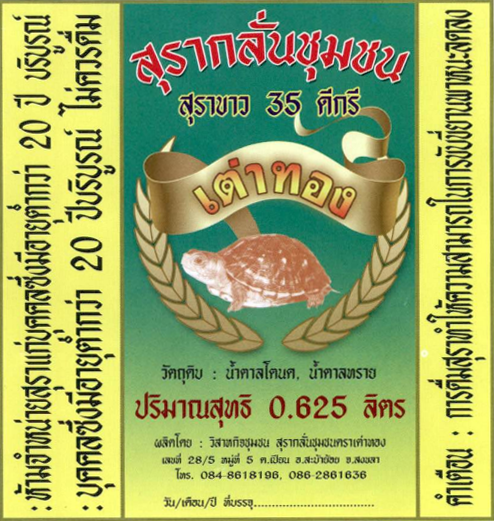 : ห้ามจำหน่ายสุราแก่บุคคลซึ่งมีอายุต่ำกว่า 20 ปี บริบูรณ์
: บุคคลซึ่งมีอายุต่ำกว่า 20 ปีบริบูรณ์ ไม่ควรดื่ม
สุรากลั่นชุมชน
สุราขาว 35 ดีกรี
เต่าทอง
วัตถุดิบ : น้ำตาลโตนด, น้ำตาลทราย
ปริมาณสุทธิ 0.625 ลิตร
ผลิตโดย : วิสาหกิจชุมชน สุรากลั่นชุมชนตราเต่าทอง
เลขที่ 28/5 หมู่ที่ 5 ต.เปียน อ.สะบ้าย้อย จ.สงขลา
โทร. 084-8618196, 086-2861636
วัน/เดือน/ปี ที่บรรจุ..............................
คำเตือน : การดื่มสุราทำให้ความสามารถในการขับขี่ยานพาหนะลดลง